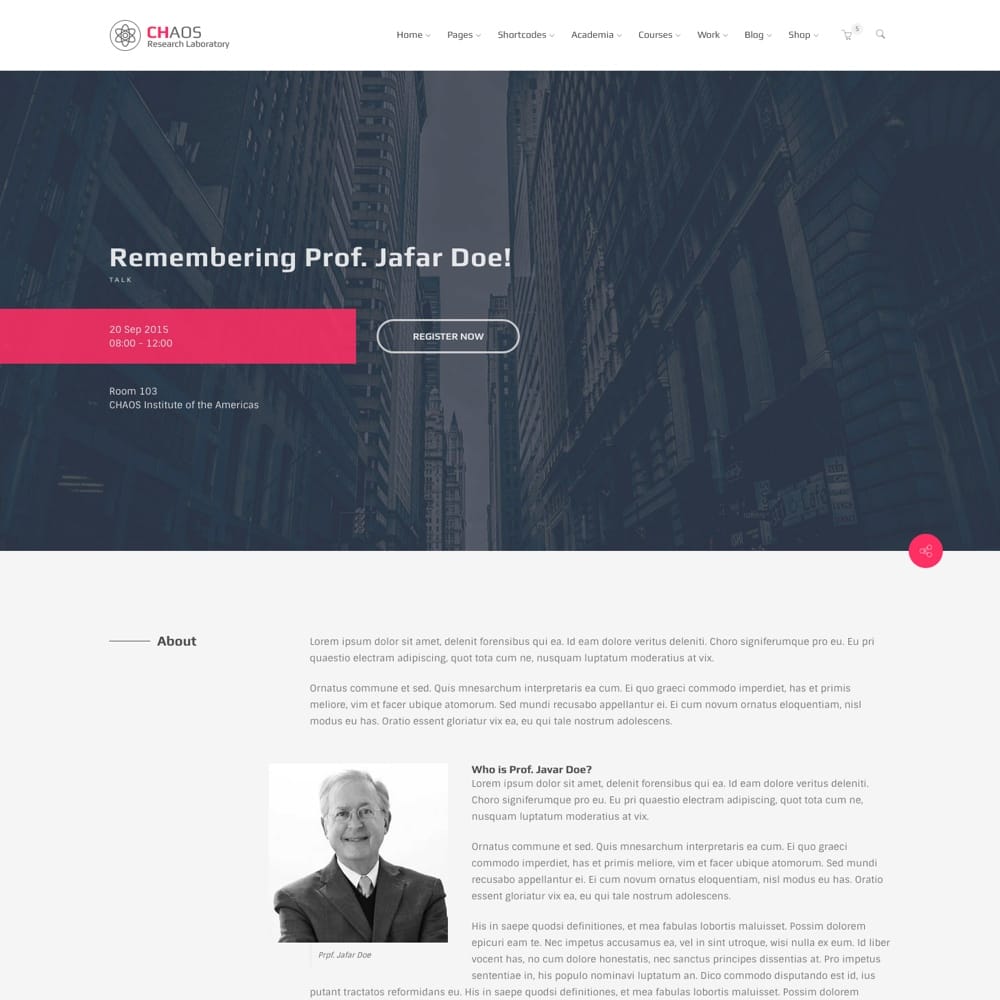 CHAOS
Research Laboratory
Home Pages Shortcodes Academia Courses Work Blog Shop 5
Remembering Prof. Jafar Doe!
TALK
20 Sep 2015
08:00 - 12:00
REGISTER NOW
Room 103
CHAOS Institute of the Americas
About
Lorem ipsum dolor sit amet, delenit forensibus qui ea. Id eam dolore veritus deleniti. Choro signiferumque pro eu. Eu pri
quaestio electram adipiscing, quot tota cum ne, nusquam luptatum moderatius at vix.
Ornatus commune et sed. Quis mnesarchum interpretaris ea cum. Ei quo graeci commodo imperdiet, has et primis
meliore, vim et facer ubique atomorum. Sed mundi recusabo appellantur ei. Ei cum novum ornatus eloquentiam, nisl
modus eu has. Oratio essent gloriatur vix ea, eu qui tale nostrum adolescens.
Who is Prof. Javar Doe?
Lorem ipsum dolor sit amet, delenit forensibus qui ea. Id eam dolore veritus deleniti.
Choro signiferumque pro eu. Eu pri quaestio electram adipiscing, quot tota cum ne,
nusquam luptatum moderatius at vix.
Ornatus commune et sed. Quis mnesarchum interpretaris ea cum. Ei quo graeci
commodo imperdiet, has et primis meliore, vim et facer ubique atomorum. Sed mundi
recusabo appellantur ei. Ei cum novum ornatus eloquentiam, nisl modus eu has. Oratio
essent gloriatur vix ea, eu qui tale nostrum adolescens.
Prpf. Jafar Doe
His in saepe quodsi definitiones, et mea fabulas lobortis maluisset. Possim dolorem
epicuri eam te. Nec impetus accusamus ea, vel in sint utroque, wisi nulla ex eum. Id liber
vocent has, no cum dolore honestatis, nec sanctus principes dissentias at. Pro impetus
sententiae in, his populo nominavi luptatum an. Dico commodo disputando est id, ius
putant tractatos reformidans eu. His in saepe quodsi definitiones, et mea fabulas lobortis maluisset. Possim dolorem